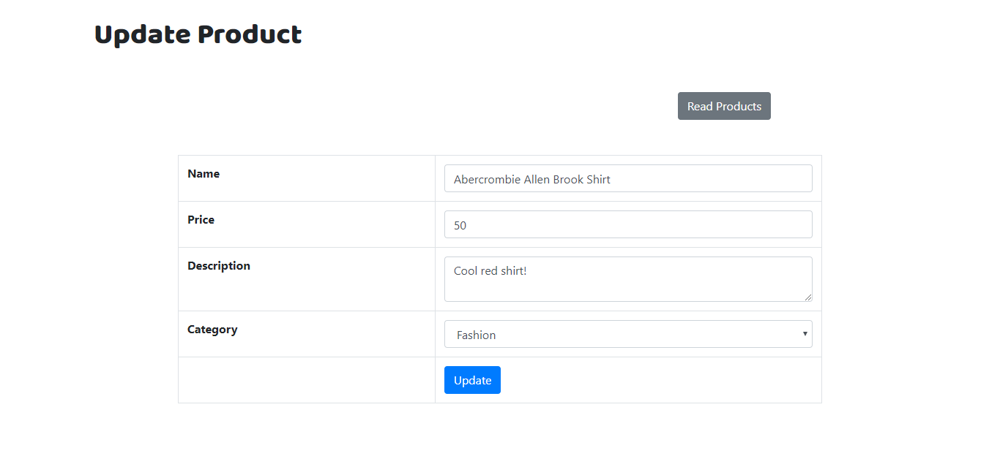 Update Product
Read Products
Name
Abercrombie Allen Brook Shirt
Price
50
Description
Cool red shirt!
Category
Fashion
Update